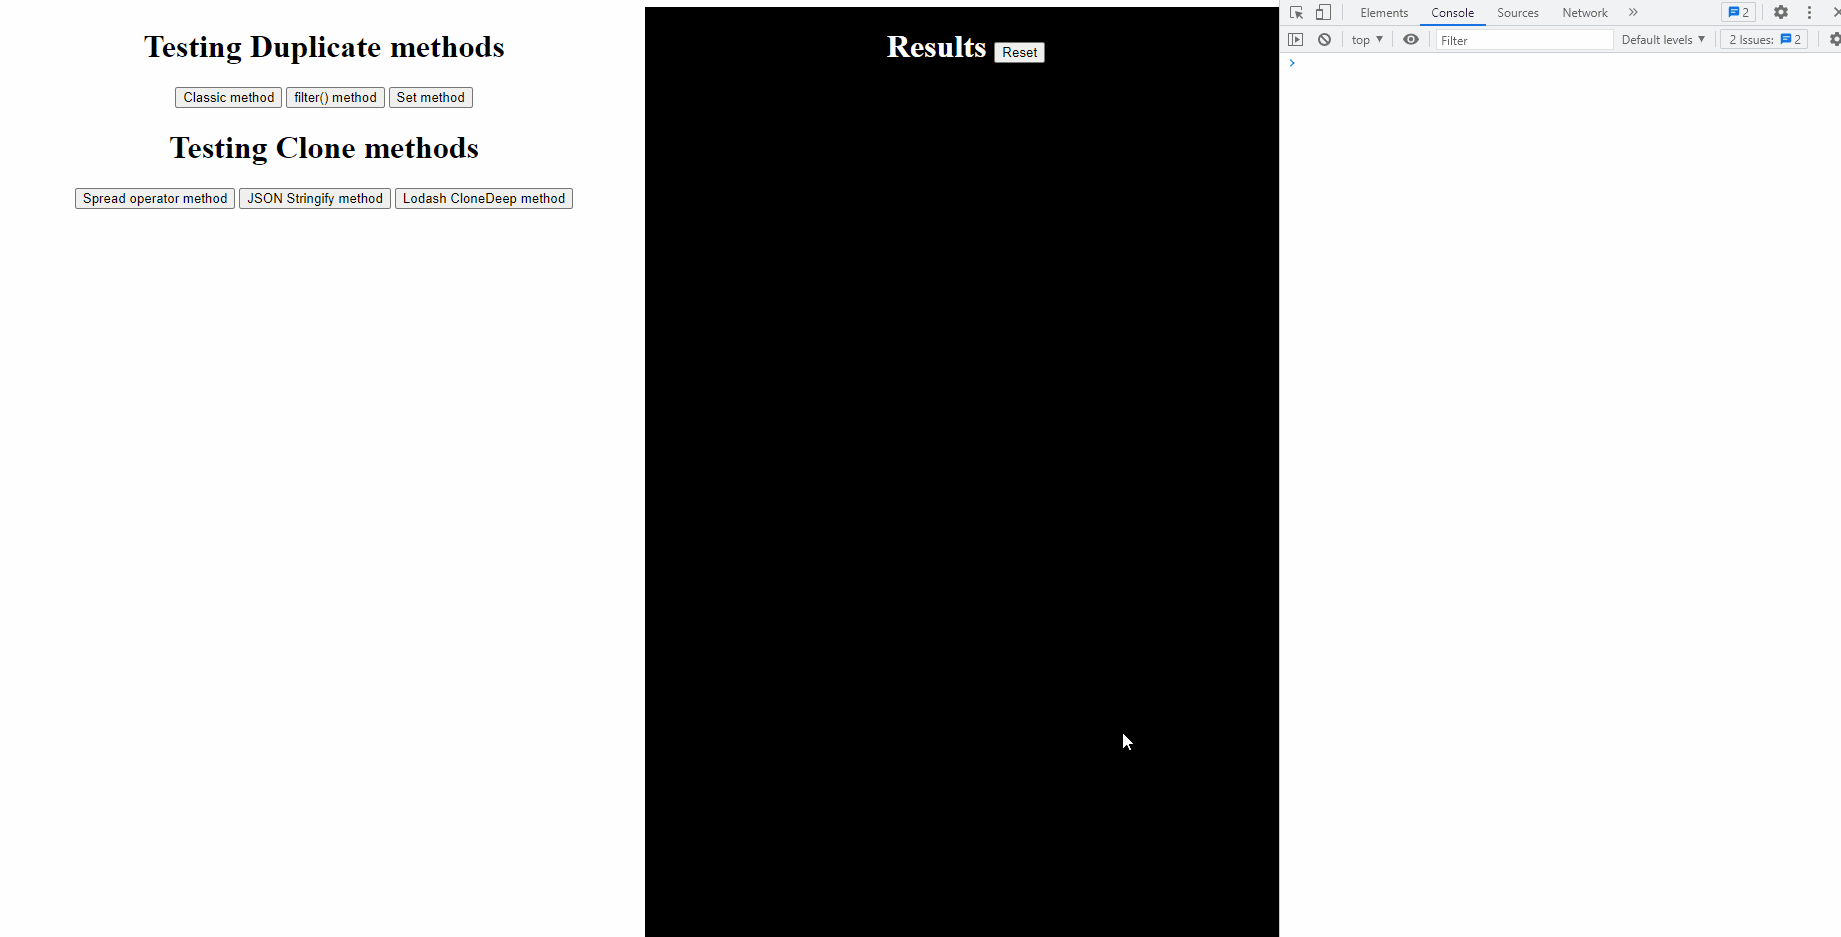 Testing Duplicate methods
Classic method filter() method Set method
Testing Clone methods
Spread operator method JSON Stringify method Lodash CloneDeep method
Results Reset
Elements Console Sources Network 2
top Filter Default levels 2 Issues: 2